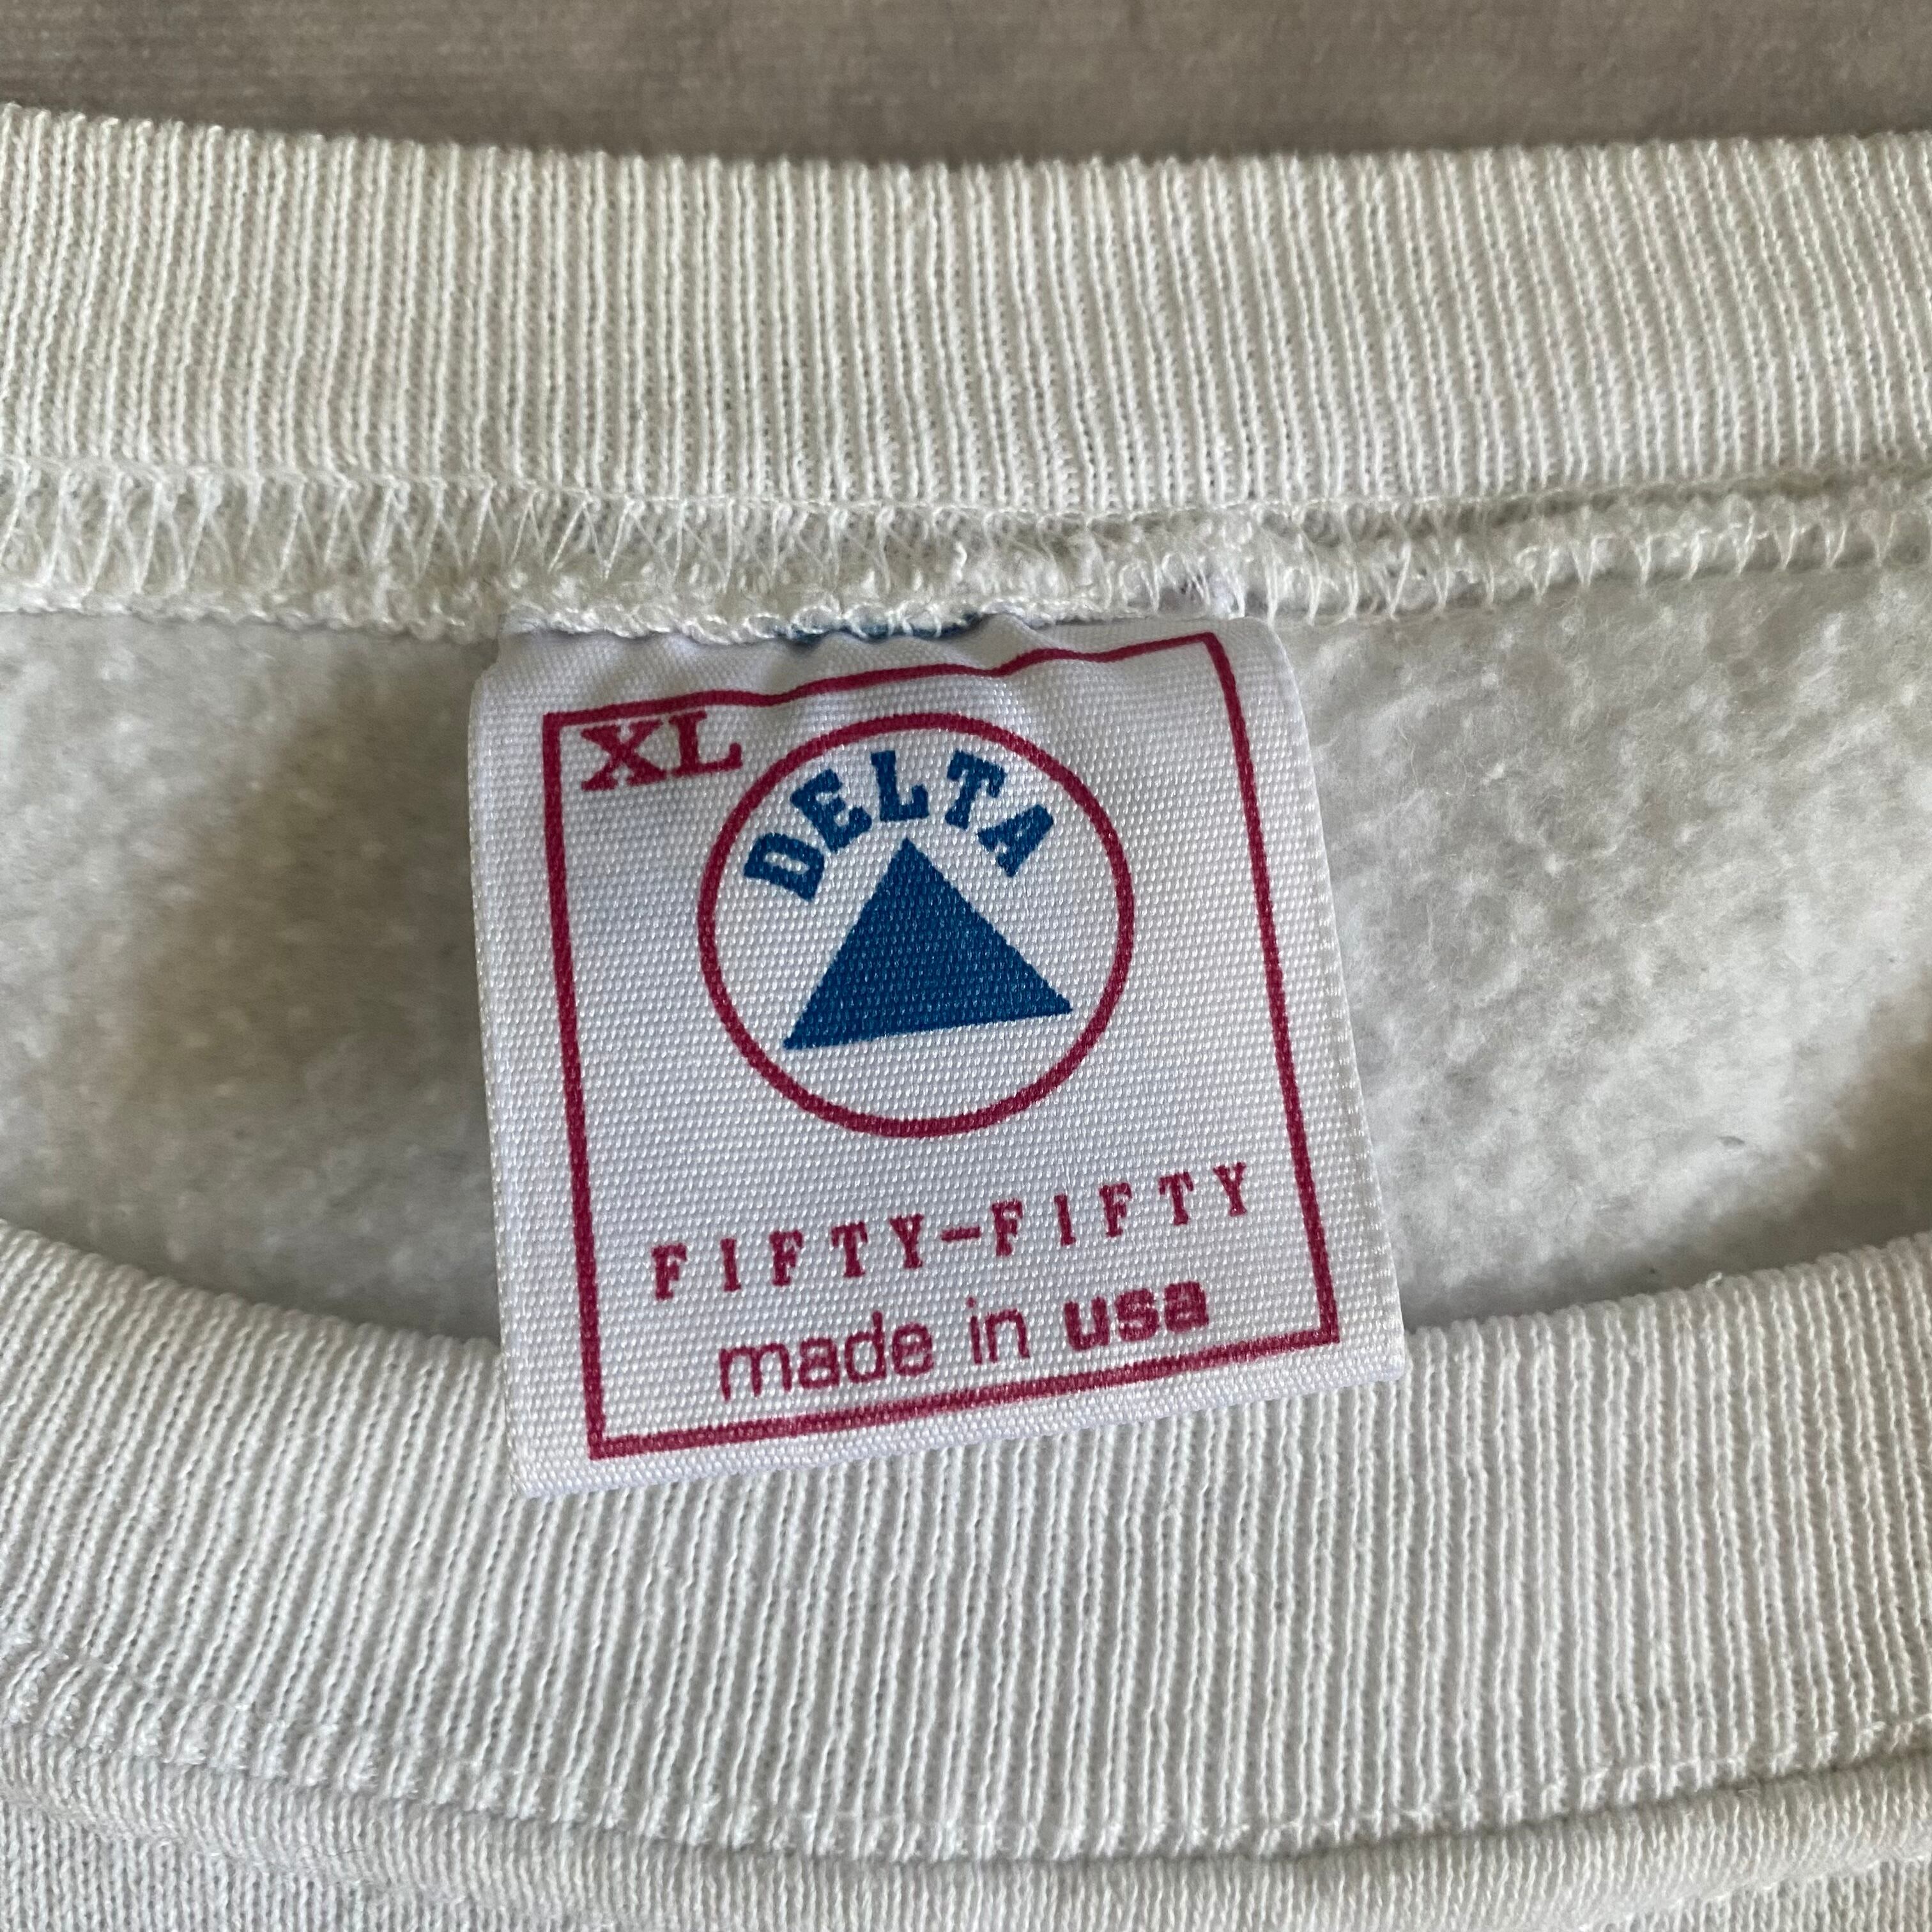 XL
DELTA
FIFTY-FIFTY
made in usa